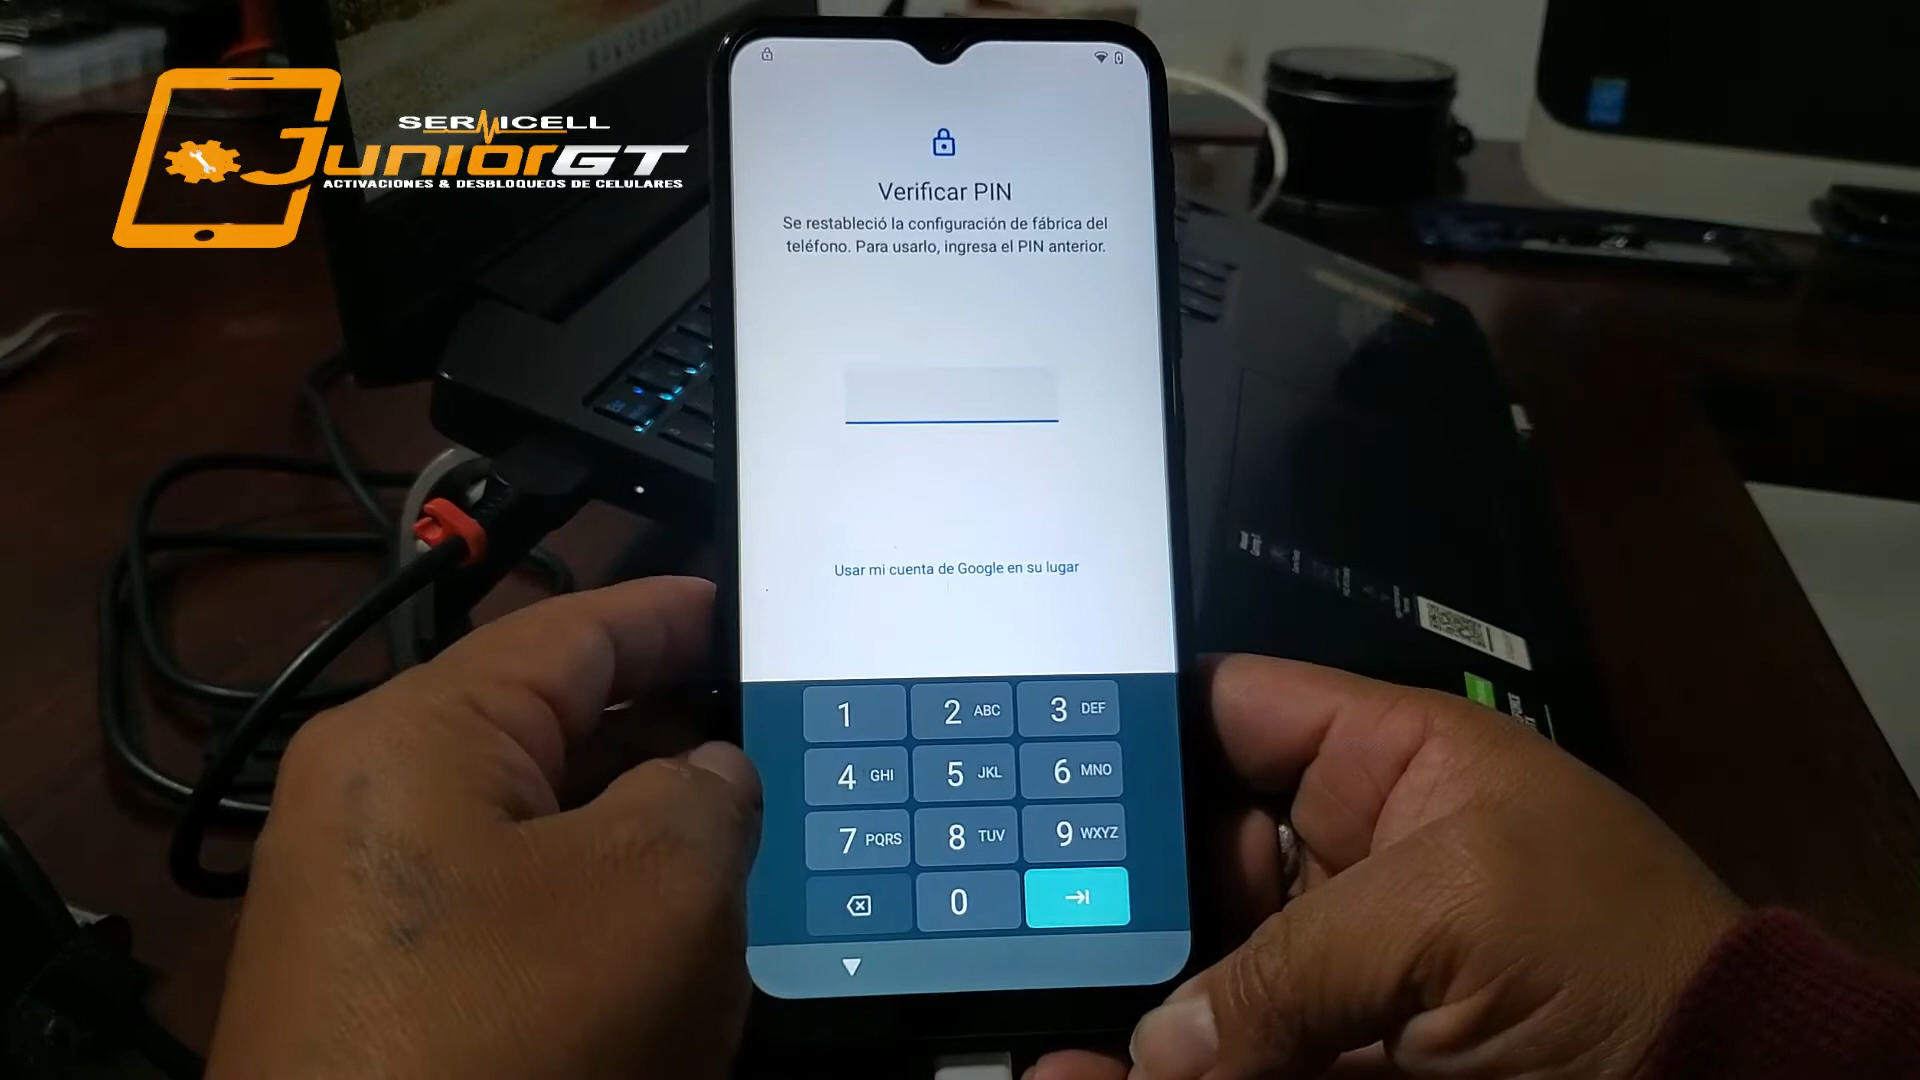 SERVICELL
JUNIORGT
ACTIVACIONES & DESBLOQUEOS DE CELULARES
Verificar PIN
Se restableció la configuración de fábrica del
teléfono. Para usarlo, ingresa el PIN anterior.
Usar mi cuenta de Google en su lugar
1 2 ABC 3 DEF
4 GHI 5 JKL 6 MNO
7 PQRS 8 TUV 9 WXYZ
0